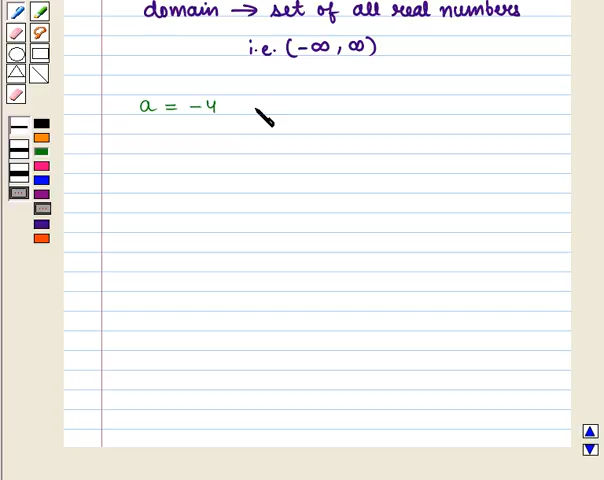 domain → set of all real numbers
i.e. (-∞, ∞)
a = -4